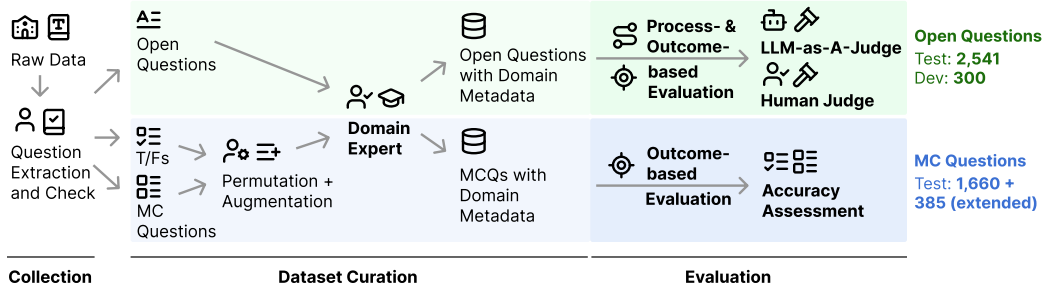 Raw Data
Question
Extraction
and Check
Open
Questions
T/Fs
MC
Questions
Permutation +
Augmentation
Domain
Expert
Open Questions
with Domain
Metadata
MCQs with
Domain
Metadata
Process- &
Outcome-
based
Evaluation
LLM-as-A-Judge
Human Judge
Outcome-
based
Evaluation
Accuracy
Assessment
Open Questions
Test: 2,541
Dev: 300
MC Questions
Test: 1,660 +
385 (extended)
Collection
Dataset Curation
Evaluation